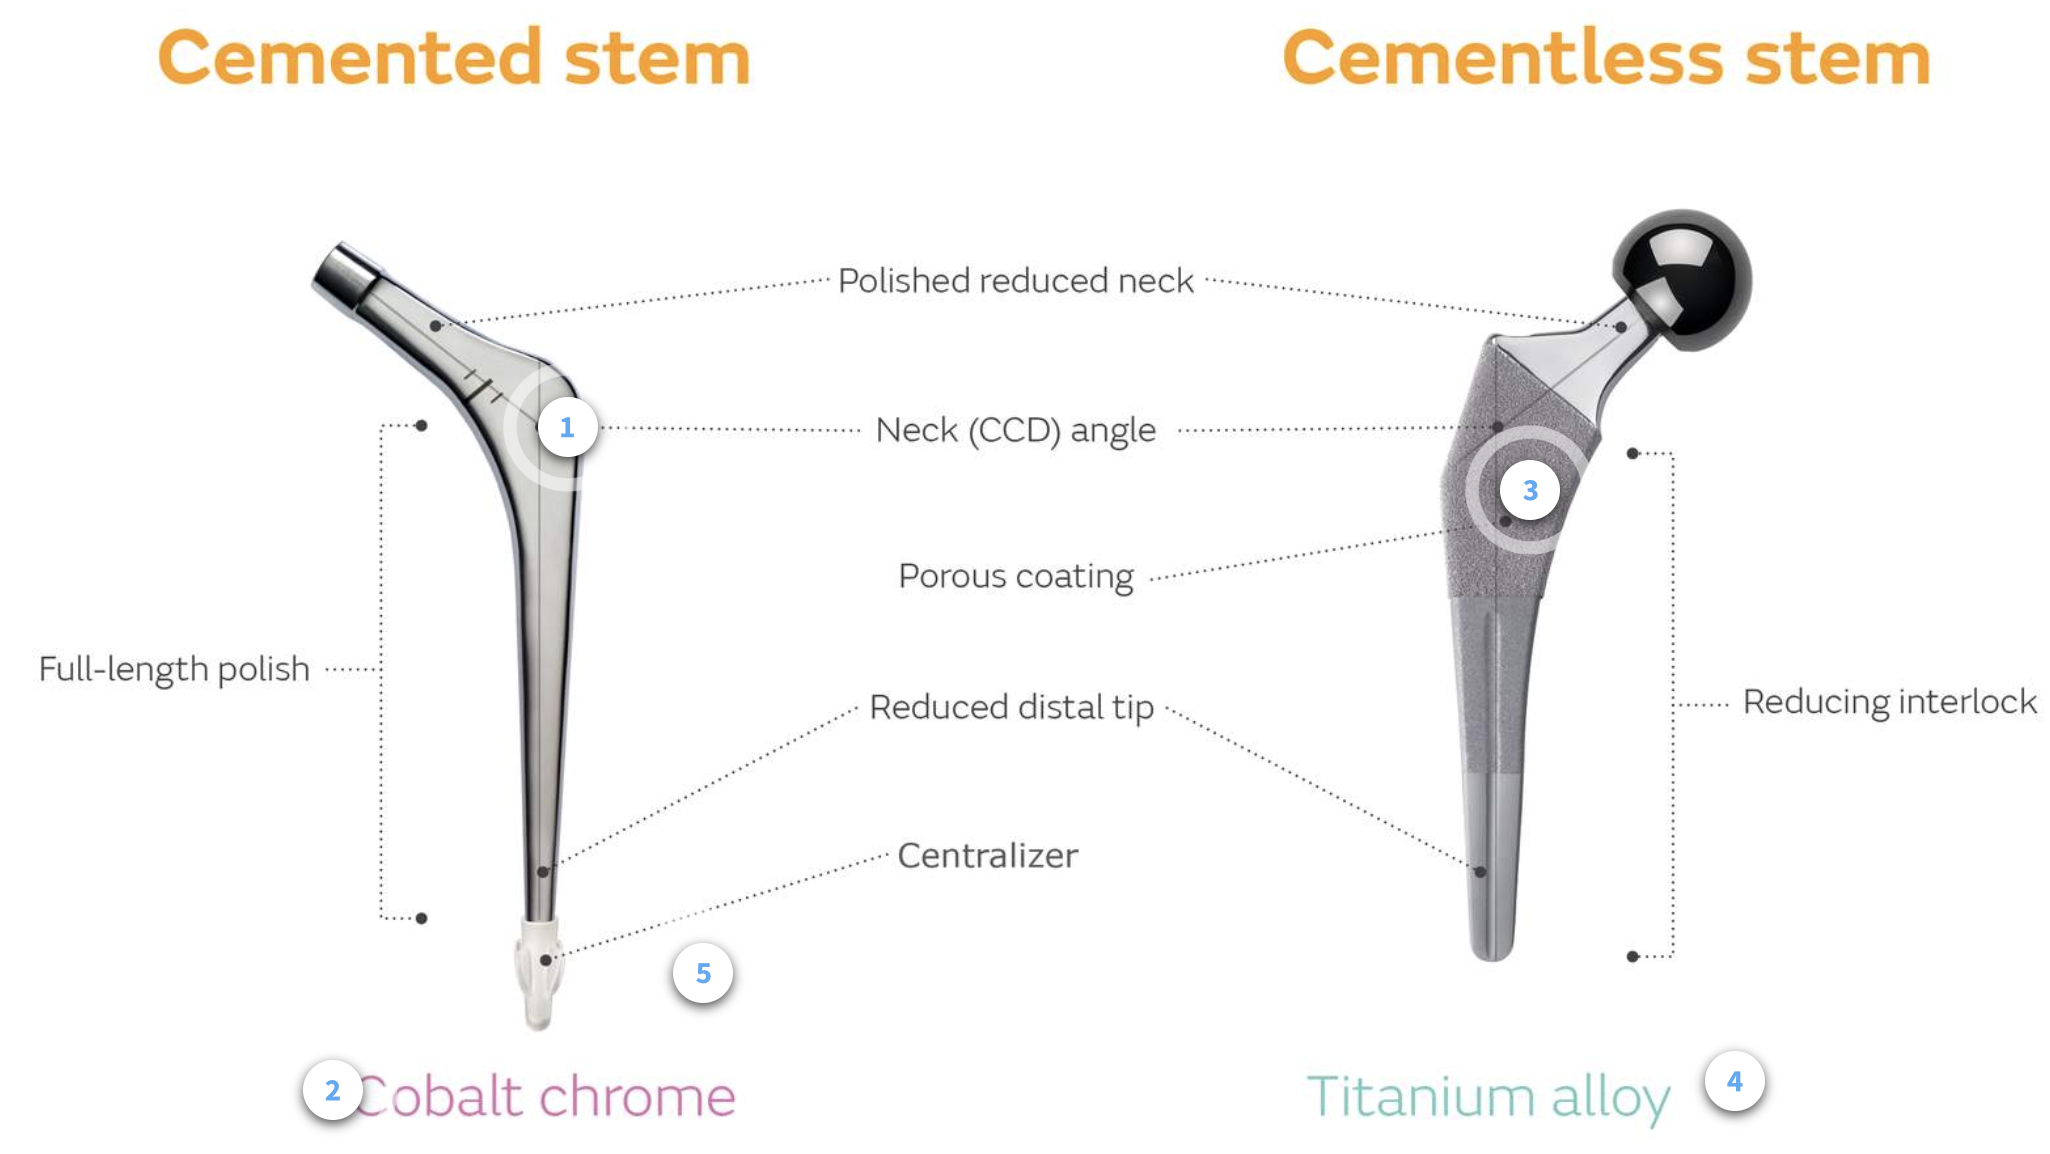 Cemented stem
Cementless stem
Polished reduced neck
1
Neck (CCD) angle
3
Porous coating
Full-length polish
Reduced distal tip
Reducing interlock
Centralizer
5
2
Cobalt chrome
Titanium alloy
4